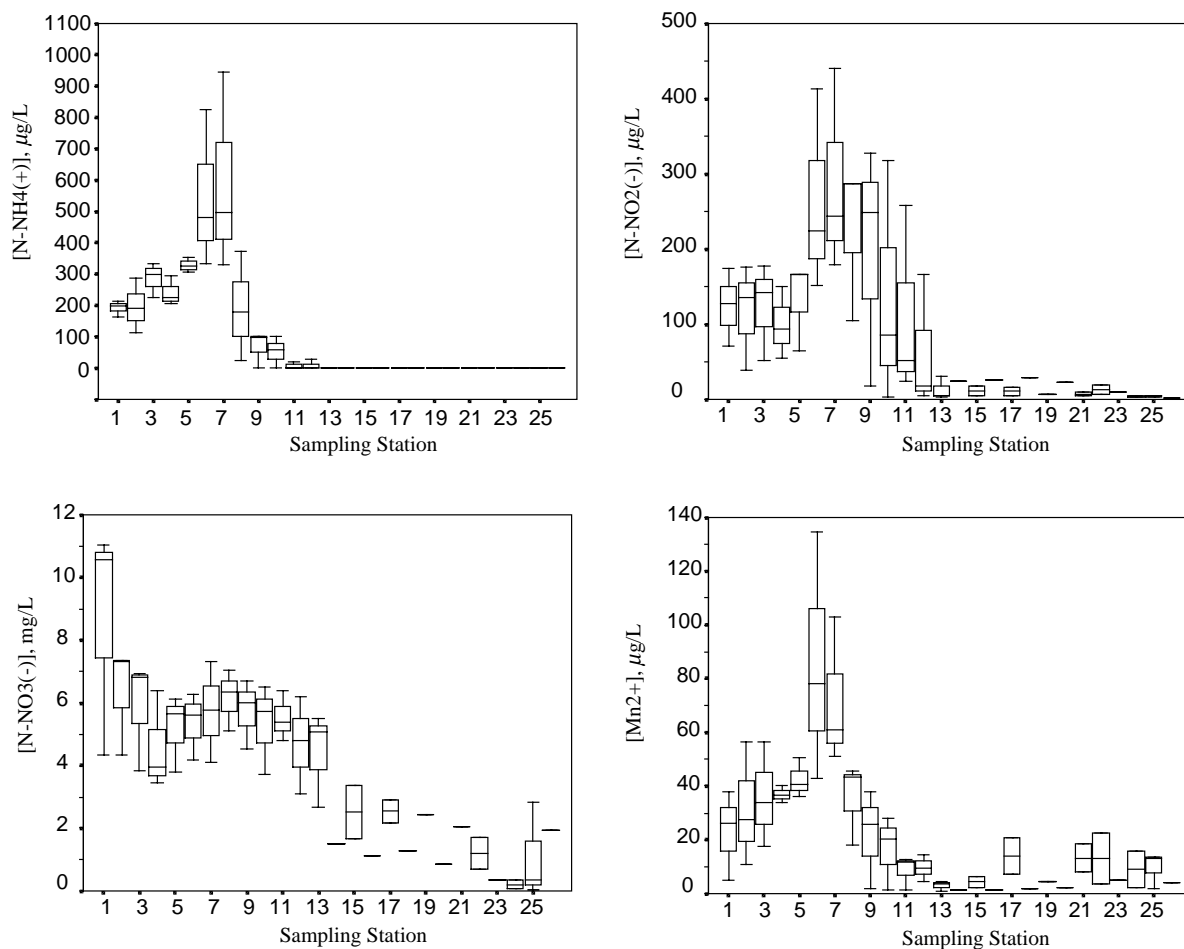 1100
1000
900
800
700
600
500
400
300
200
100
0
[N-NH4(+)], µg/L
1 3 5 7 9 11 13 15 17 19 21 23 25
Sampling Station
500
400
300
200
100
0
[N-NO2(-)], µg/L
1 3 5 7 9 11 13 15 17 19 21 23 25
Sampling Station
12
10
8
6
4
2
0
[N-NO3(-)], mg/L
1 3 5 7 9 11 13 15 17 19 21 23 25
Sampling Station
140
120
100
80
60
40
20
0
[Mn2+], µg/L
1 3 5 7 9 11 13 15 17 19 21 23 25
Sampling Station